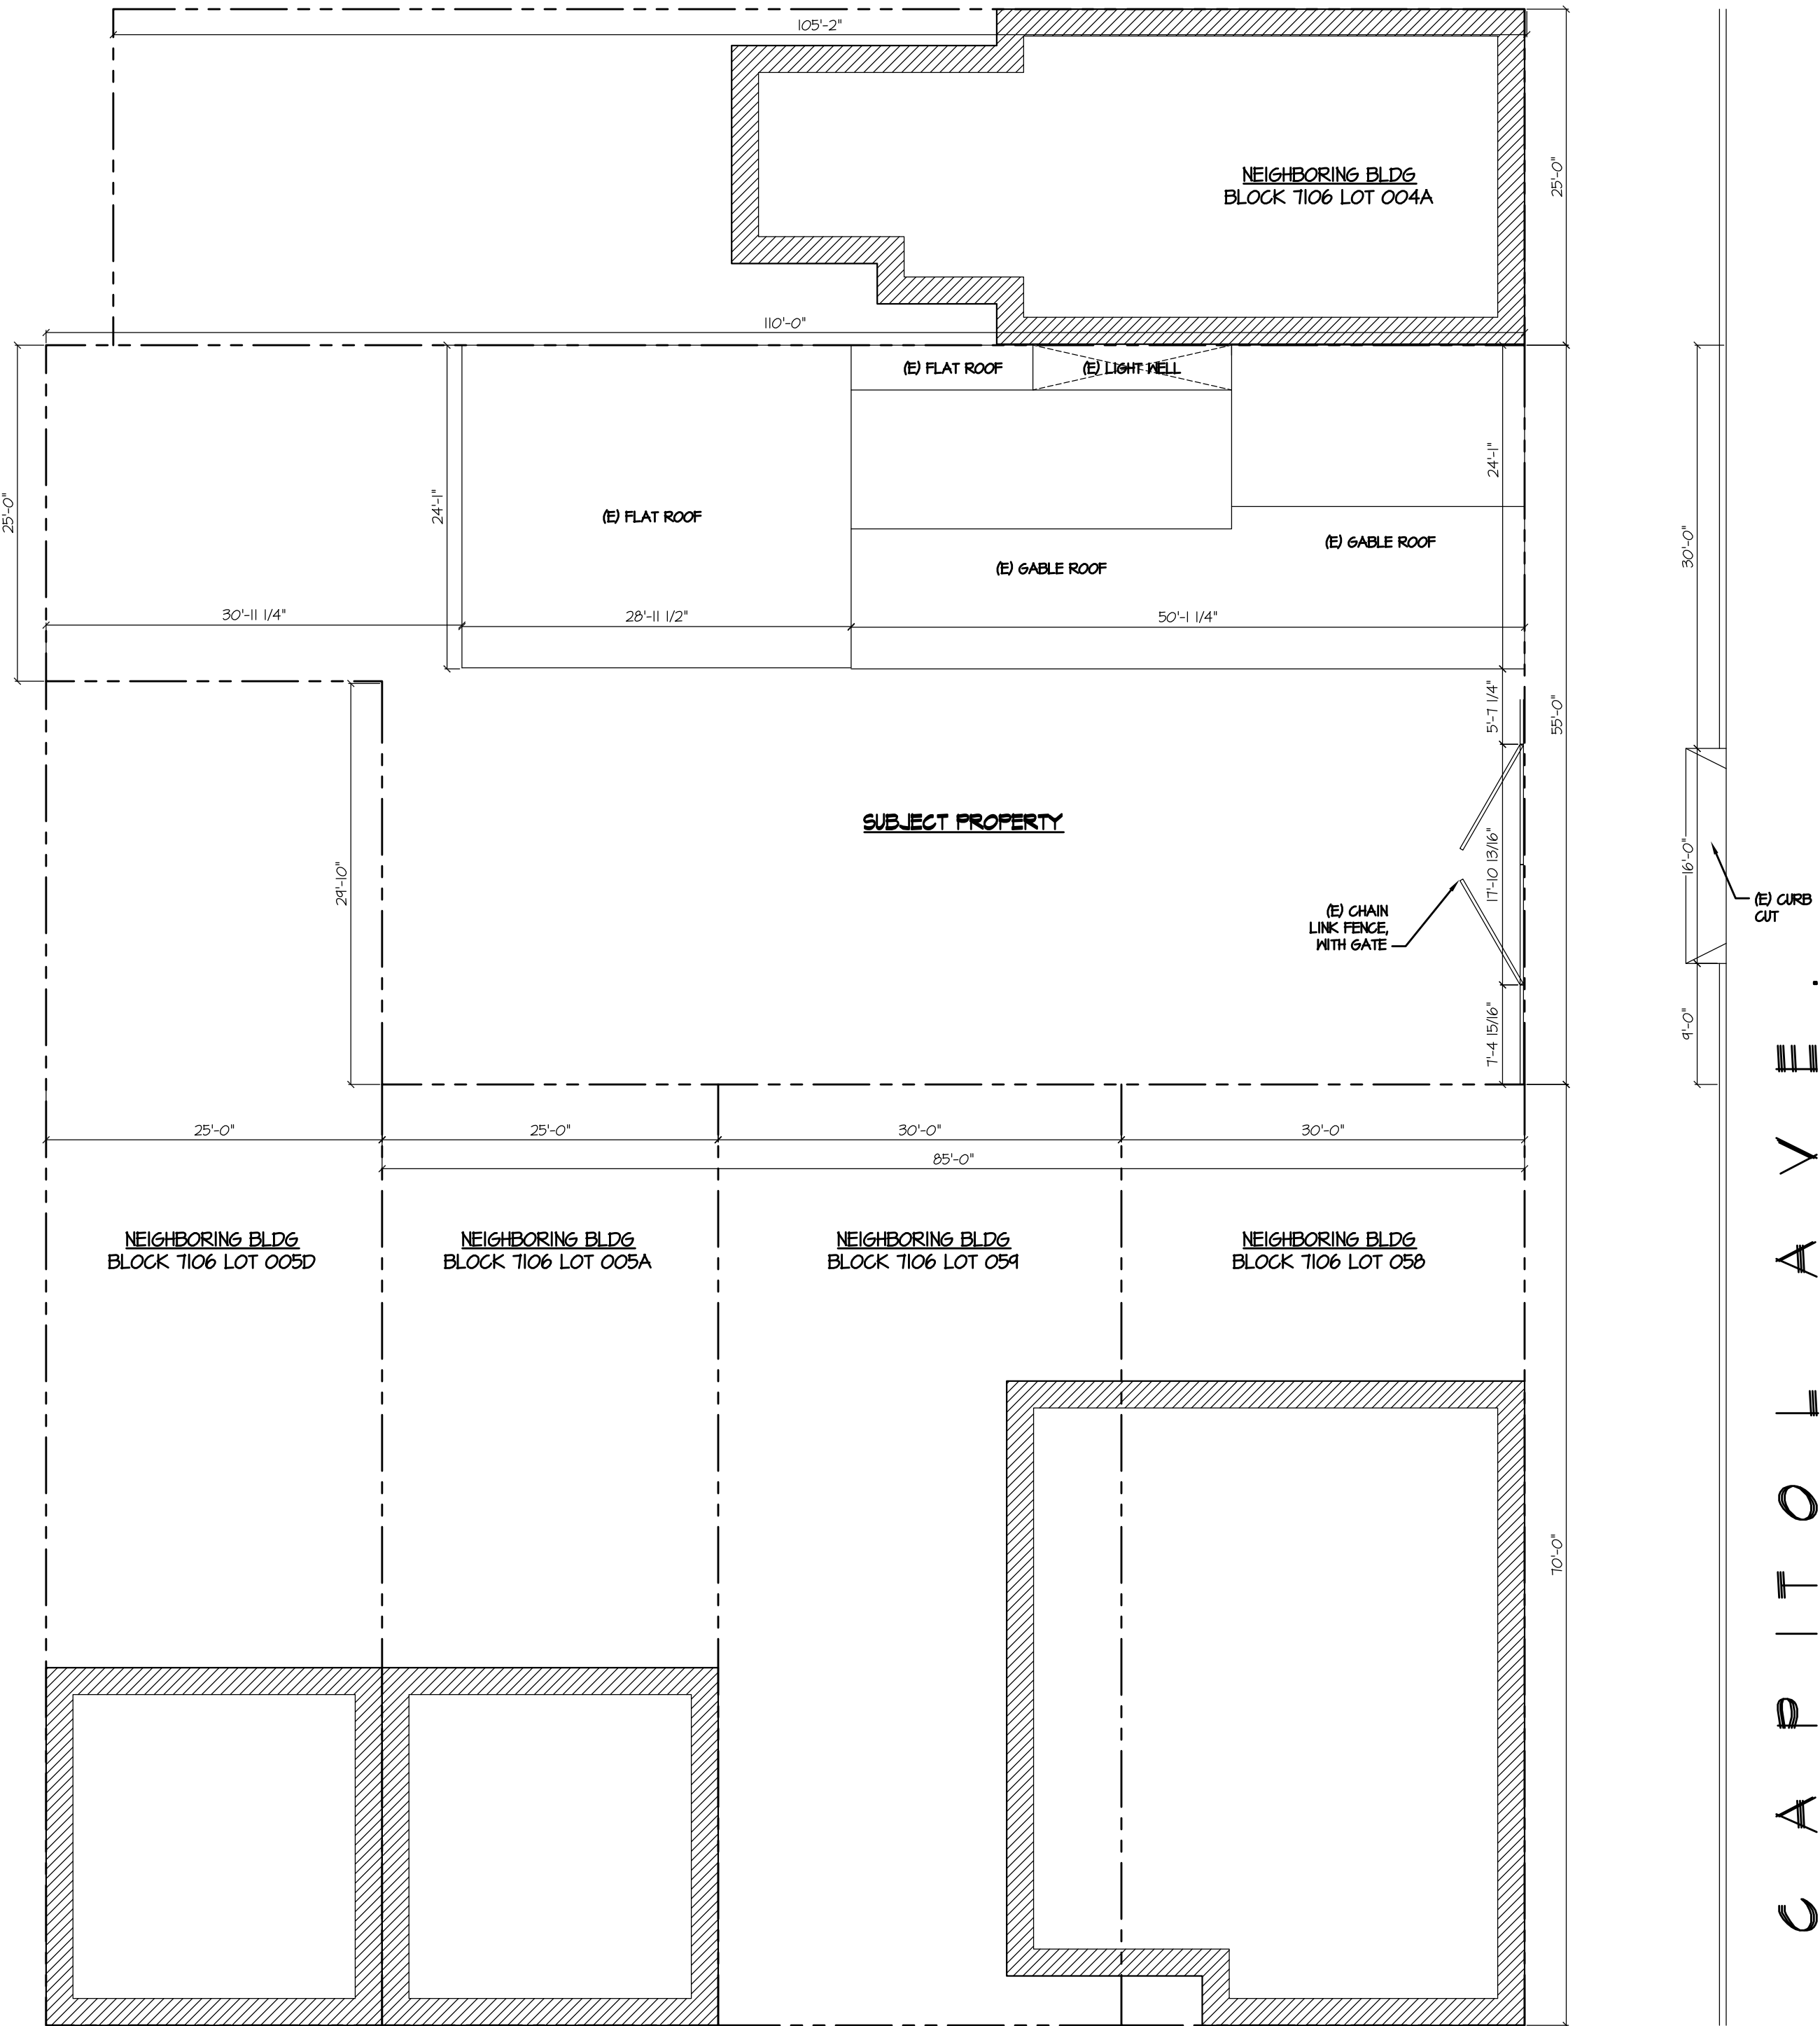 105'-2"
NEIGHBORING BLDG
BLOCK 7106 LOT 004A
25'-0"
110'-0"
(E) FLAT ROOF
(E) LIGHT WELL
24'-1"
30'-0"
25'-0"
24'-1"
(E) FLAT ROOF
(E) GABLE ROOF
(E) GABLE ROOF
30'-11 1/4"
28'-11 1/2"
50'-1 1/4"
5'-7 1/4"
55'-0"
SUBJECT PROPERTY
29'-10"
17'-10 13/16"
16'-0"
(E) CURB
CUT
(E) CHAIN
LINK FENCE,
WITH GATE
7'-4 15/16"
9'-0"
25'-0"
25'-0"
30'-0"
30'-0"
85'-0"
NEIGHBORING BLDG
BLOCK 7106 LOT 005D
NEIGHBORING BLDG
BLOCK 7106 LOT 005A
NEIGHBORING BLDG
BLOCK 7106 LOT 059
NEIGHBORING BLDG
BLOCK 7106 LOT 058
70'-0"
CAPITOL AVE.